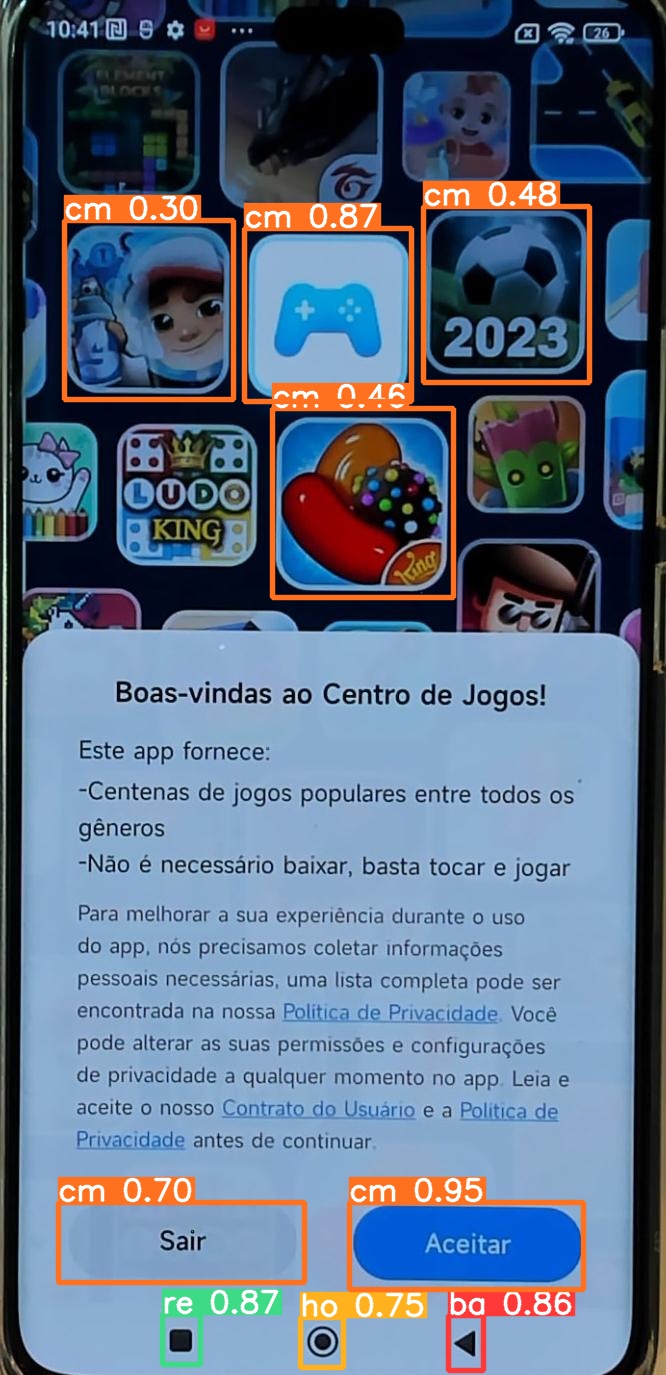 10:41
26
ELEMENT
BLOCKS
cm 0.30
cm 0.87
cm 0.48
2023
cm 0.46
LUDO
KING
king
Boas-vindas ao Centro de Jogos!
Este app fornece:
-Centenas de jogos populares entre todos os
gêneros
-Não é necessário baixar, basta tocar e jogar
Para melhorar a sua experiência durante o uso
do app, nós precisamos coletar informações
pessoais necessárias, uma lista completa pode ser
encontrada na nossa Política de Privacidade. Você
pode alterar as suas permissões e configurações
de privacidade a qualquer momento no app. Leia e
aceite o nosso Contrato do Usuário e a Política de
Privacidade antes de continuar.
cm 0.70
cm 0.95
Sair
Aceitar
re 0.87
ho 0.75
ba 0.86